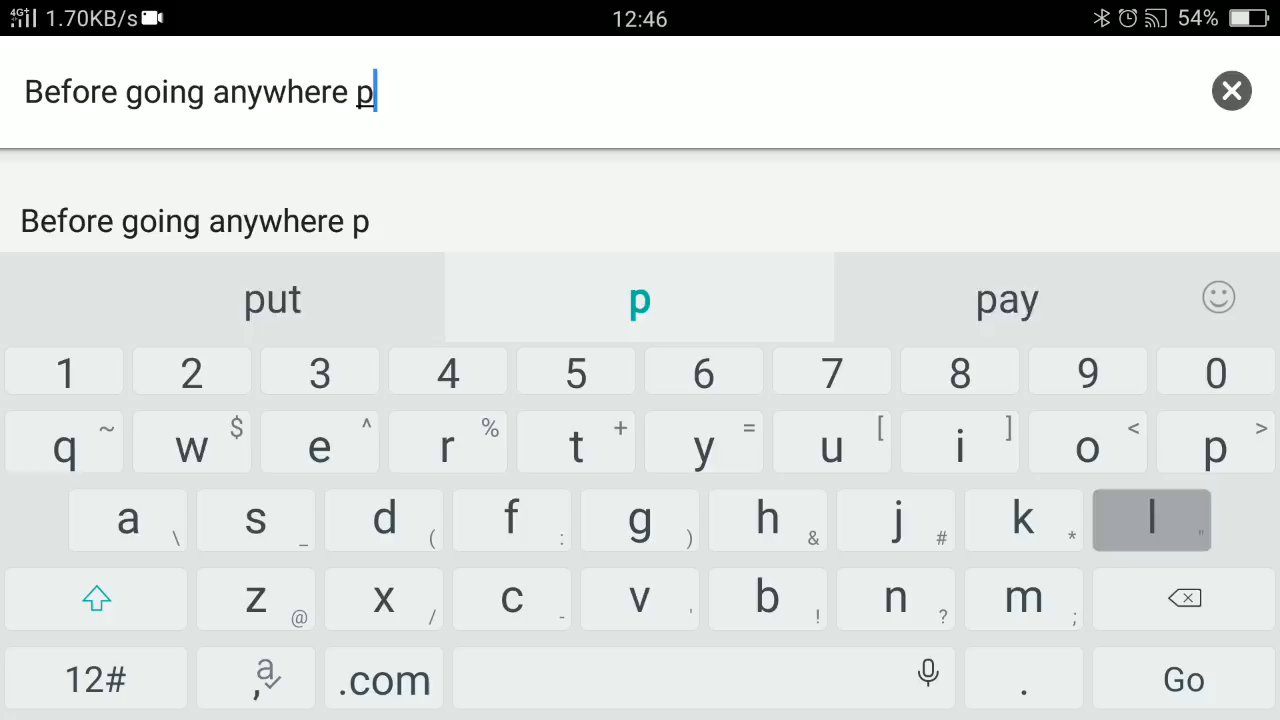 4G+ 1.70KB/s 12:46 54%
Before going anywhere p
Before going anywhere p
put p pay
1 2 3 4 5 6 7 8 9 0
q ~ w $ e ^ r % t + y = u [ i ] o < p >
a \ s _ d ( f : g ) h & j # k * l "
z @ x / c - v ' b ! n ? m ;
12# a , .com . Go